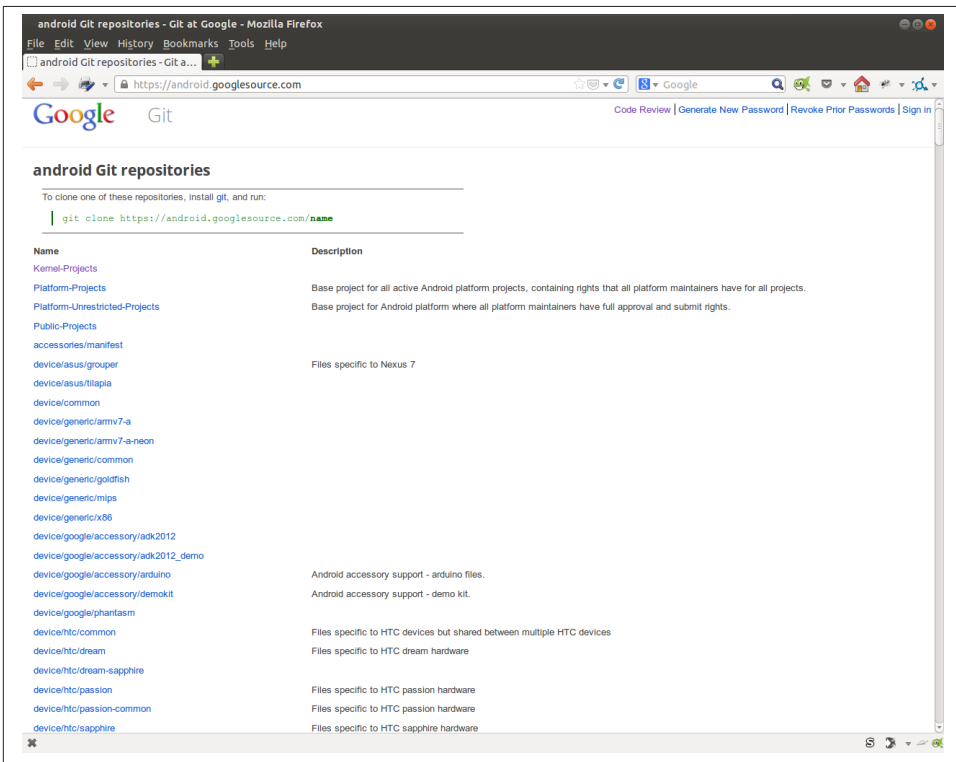 android Git repositories - Git at Google - Mozilla Firefox
File Edit View History Bookmarks Tools Help
android Git repositories - Git a...
https://android.googlesource.com
Google
Google Git
Code Review | Generate New Password | Revoke Prior Passwords | Sign in
android Git repositories
To clone one of these repositories, install git, and run:
git clone https://android.googlesource.com/name
Name Description
Kernel-Projects
Platform-Projects Base project for all active Android platform projects, containing rights that all platform maintainers have for all projects.
Platform-Unrestricted-Projects Base project for Android platform where all platform maintainers have full approval and submit rights.
Public-Projects
accessories/manifest
device/asus/grouper Files specific to Nexus 7
device/asus/tilapia
device/common
device/generic/armv7-a
device/generic/armv7-a-neon
device/generic/common
device/generic/goldfish
device/generic/mips
device/generic/x86
device/google/accessory/adk2012
device/google/accessory/adk2012_demo
device/google/accessory/arduino Android accessory support - arduino files.
device/google/accessory/demokit Android accessory support - demo kit.
device/google/phantasm
device/htc/common Files specific to HTC devices but shared between multiple HTC devices
device/htc/dream Files specific to HTC dream hardware
device/htc/dream-sapphire
device/htc/passion Files specific to HTC passion hardware
device/htc/passion-common Files specific to HTC passion hardware
device/htc/sapphire Files specific to HTC sapphire hardware